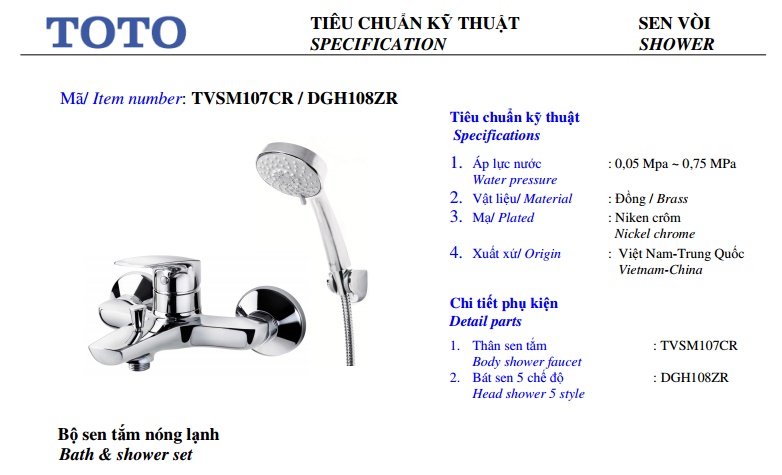 TOTO
TIÊU CHUẨN KỸ THUẬT
SPECIFICATION
SEN VÒI
SHOWER
Mã/ Item number: TVSM107CR / DGH108ZR
Tiêu chuẩn kỹ thuật
Specifications
1. Áp lực nước : 0,05 Mpa ~ 0,75 MPa
Water pressure
2. Vật liệu/ Material : Đồng / Brass
3. Mạ/ Plated : Niken crôm
Nickel chrome
4. Xuất xứ/ Origin : Việt Nam-Trung Quốc
Vietnam-China
Chi tiết phụ kiện
Detail parts
1. Thân sen tắm : TVSM107CR
Body shower faucet
2. Bát sen 5 chế độ : DGH108ZR
Head shower 5 style
Bộ sen tắm nóng lạnh
Bath & shower set